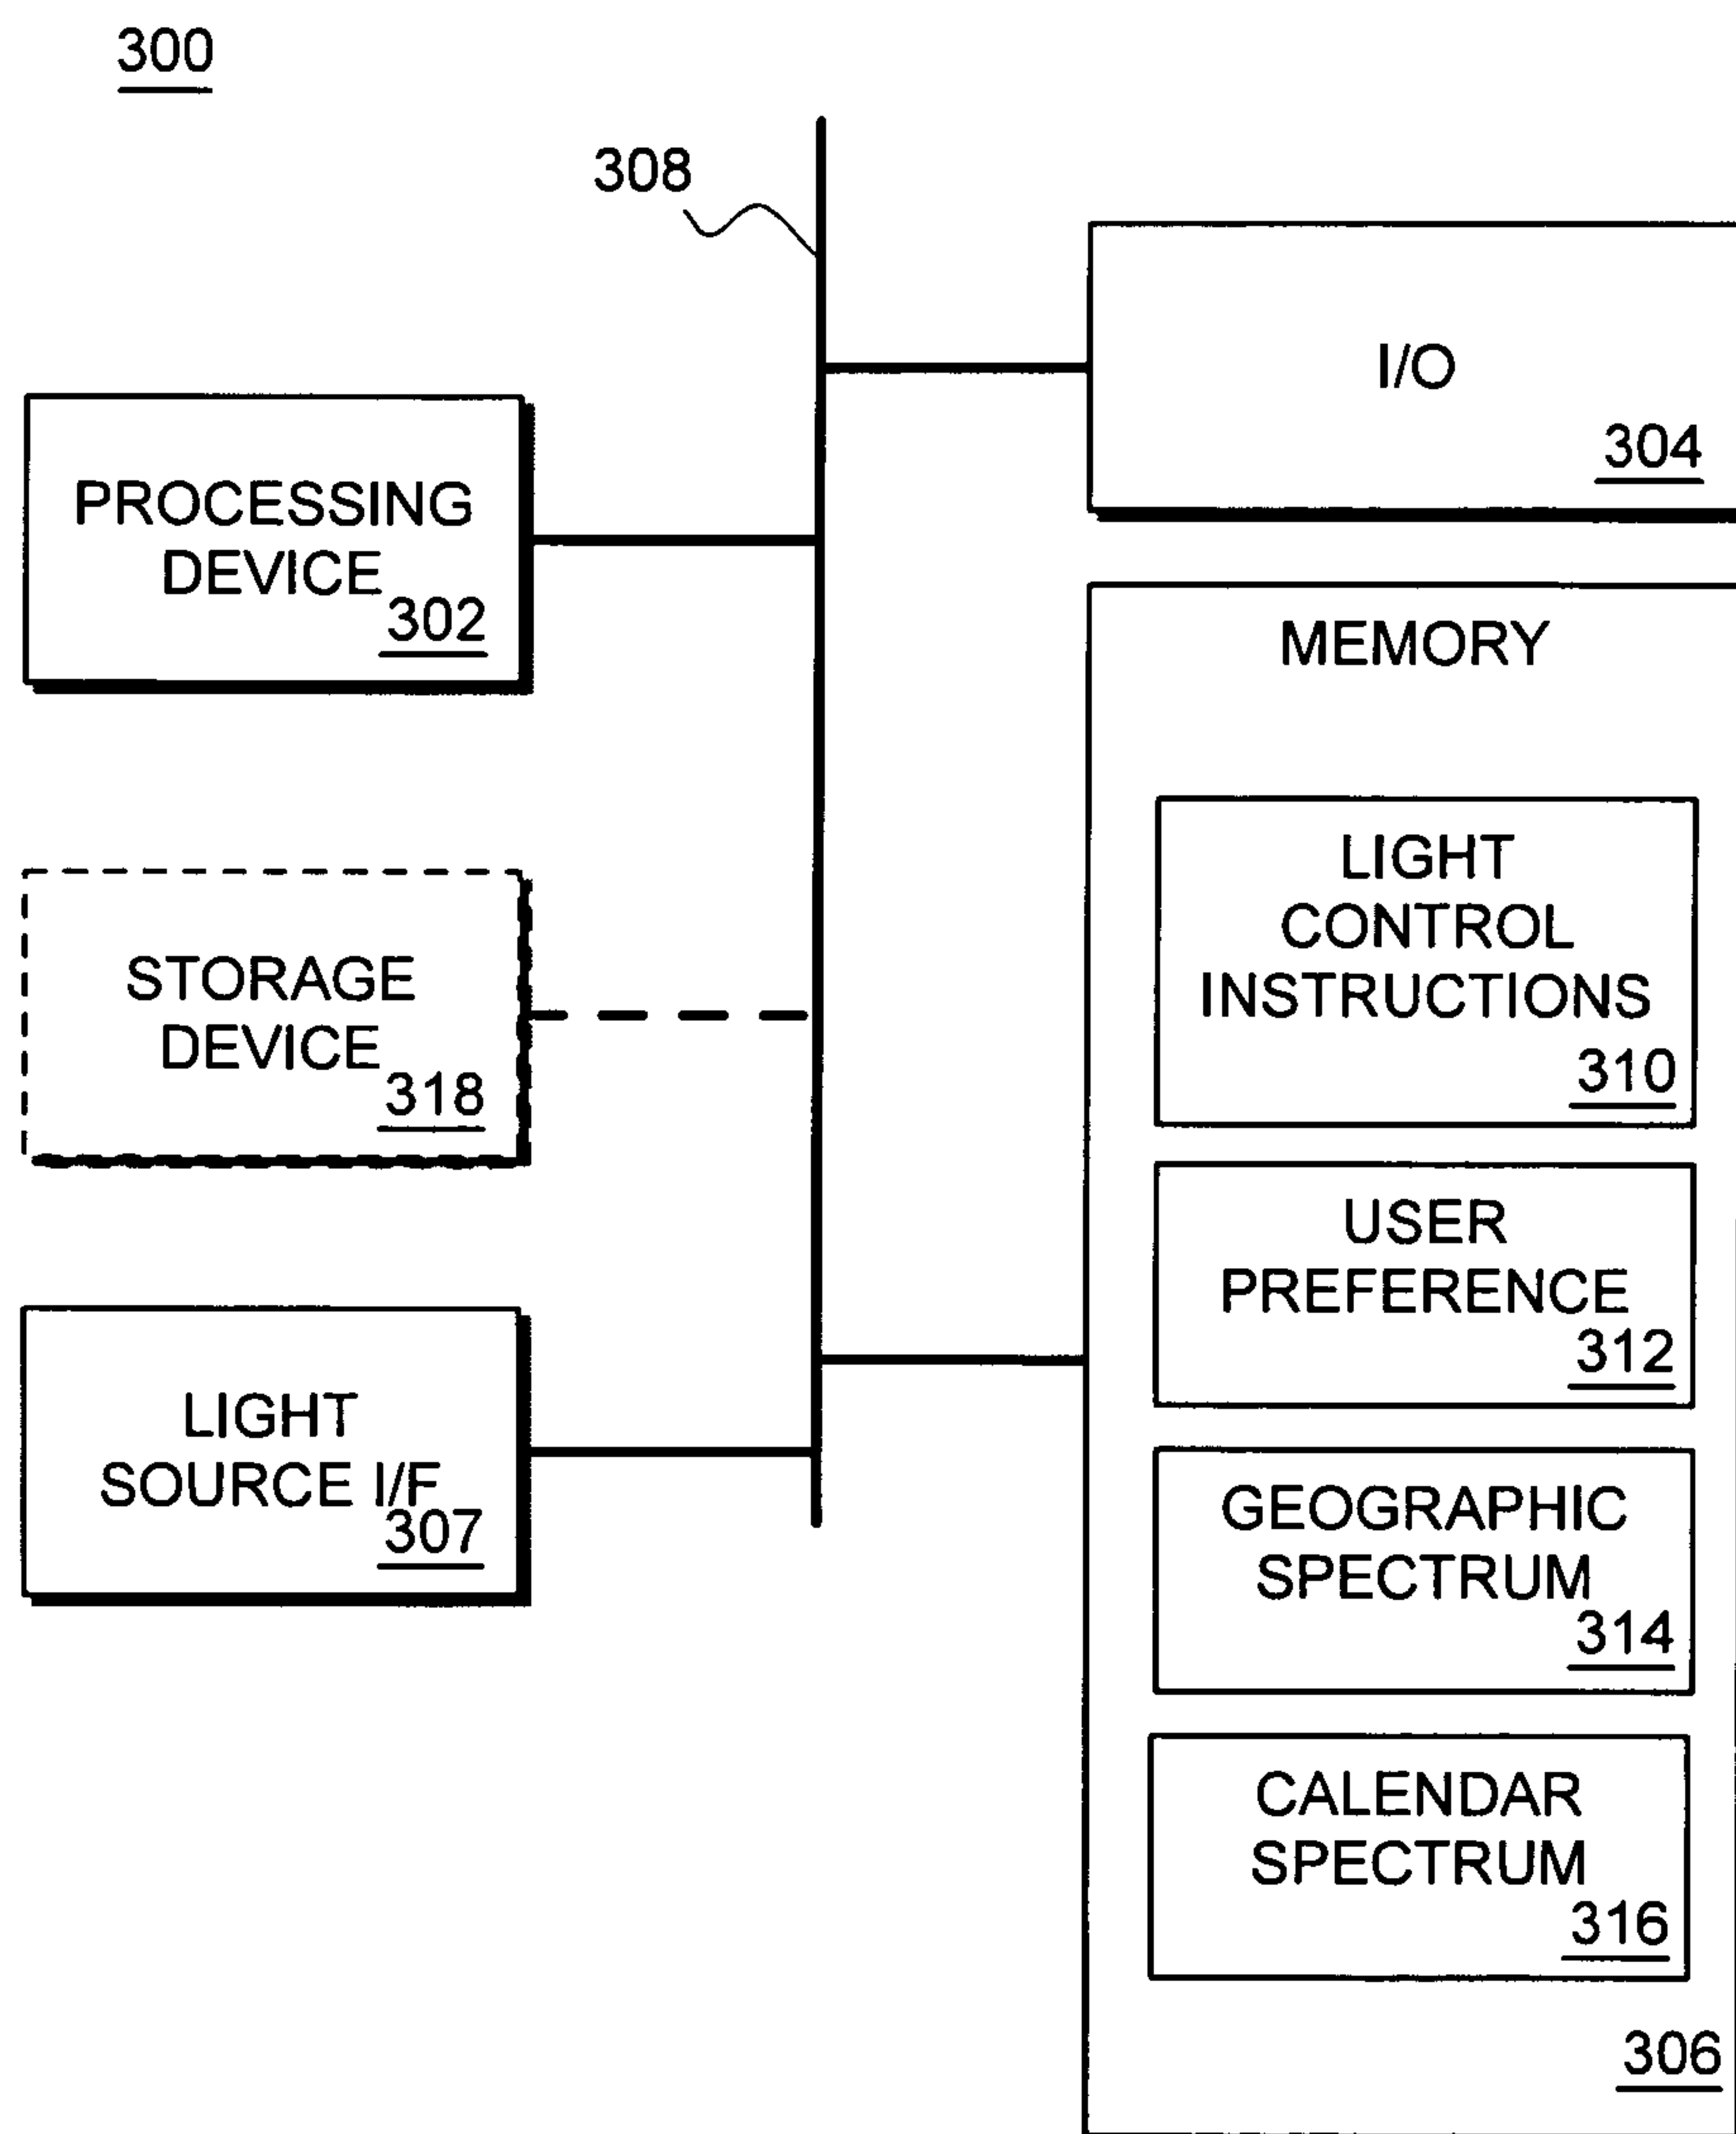 300
308
I/O
304
PROCESSING
DEVICE
302
MEMORY
LIGHT
CONTROL
INSTRUCTIONS
310
STORAGE
DEVICE
318
USER
PREFERENCE
312
LIGHT
SOURCE I/F
307
GEOGRAPHIC
SPECTRUM
314
CALENDAR
SPECTRUM
316
306